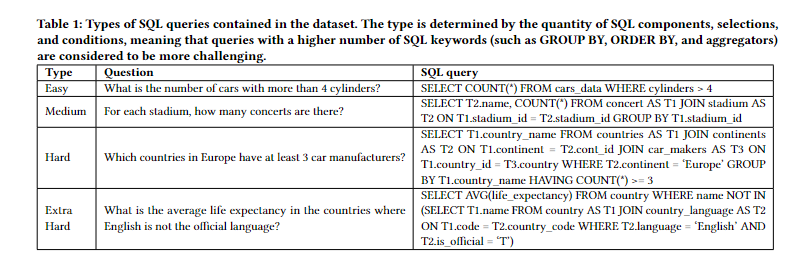 Table 1: Types of SQL queries contained in the dataset. The type is determined by the quantity of SQL components, selections,
and conditions, meaning that queries with a higher number of SQL keywords (such as GROUP BY, ORDER BY, and aggregators)
are considered to be more challenging.
Type Question SQL query
Easy What is the number of cars with more than 4 cylinders? SELECT COUNT(*) FROM cars_data WHERE cylinders > 4
Medium For each stadium, how many concerts are there? SELECT T2.name, COUNT(*) FROM concert AS T1 JOIN stadium AS
T2 ON T1.stadium_id = T2.stadium_id GROUP BY T1.stadium_id
Hard Which countries in Europe have at least 3 car manufacturers? SELECT T1.country_name FROM countries AS T1 JOIN continents
AS T2 ON T1.continent = T2.cont_id JOIN car_makers AS T3 ON
T1.country_id = T3.country WHERE T2.continent = 'Europe' GROUP
BY T1.country_name HAVING COUNT(*) >= 3
Extra Hard What is the average life expectancy in the countries where
English is not the official language? SELECT AVG(life_expectancy) FROM country WHERE name NOT IN
(SELECT T1.name FROM country AS T1 JOIN country_language AS T2
ON T1.code = T2.country_code WHERE T2.language = 'English' AND
T2.is_official = 'T')